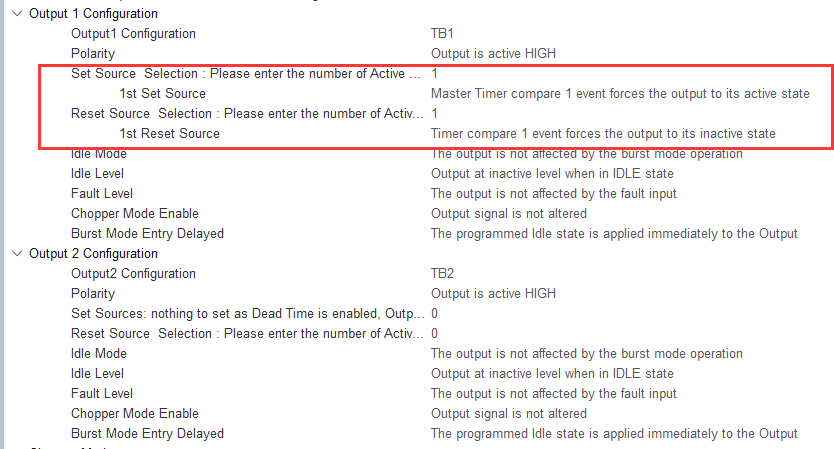 Output 1 Configuration
Output1 Configuration TB1
Polarity Output is active HIGH
Set Source Selection : Please enter the number of Active ... 1
1st Set Source Master Timer compare 1 event forces the output to its active state
Reset Source Selection : Please enter the number of Activ... 1
1st Reset Source Timer compare 1 event forces the output to its inactive state
Idle Mode The output is not affected by the burst mode operation
Idle Level Output at inactive level when in IDLE state
Fault Level The output is not affected by the fault input
Chopper Mode Enable Output signal is not altered
Burst Mode Entry Delayed The programmed Idle state is applied immediately to the Output
Output 2 Configuration
Output2 Configuration TB2
Polarity Output is active HIGH
Set Sources: nothing to set as Dead Time is enabled, Outp... 0
Reset Source Selection : Please enter the number of Activ... 0
Idle Mode The output is not affected by the burst mode operation
Idle Level Output at inactive level when in IDLE state
Fault Level The output is not affected by the fault input
Chopper Mode Enable Output signal is not altered
Burst Mode Entry Delayed The programmed Idle state is applied immediately to the Output